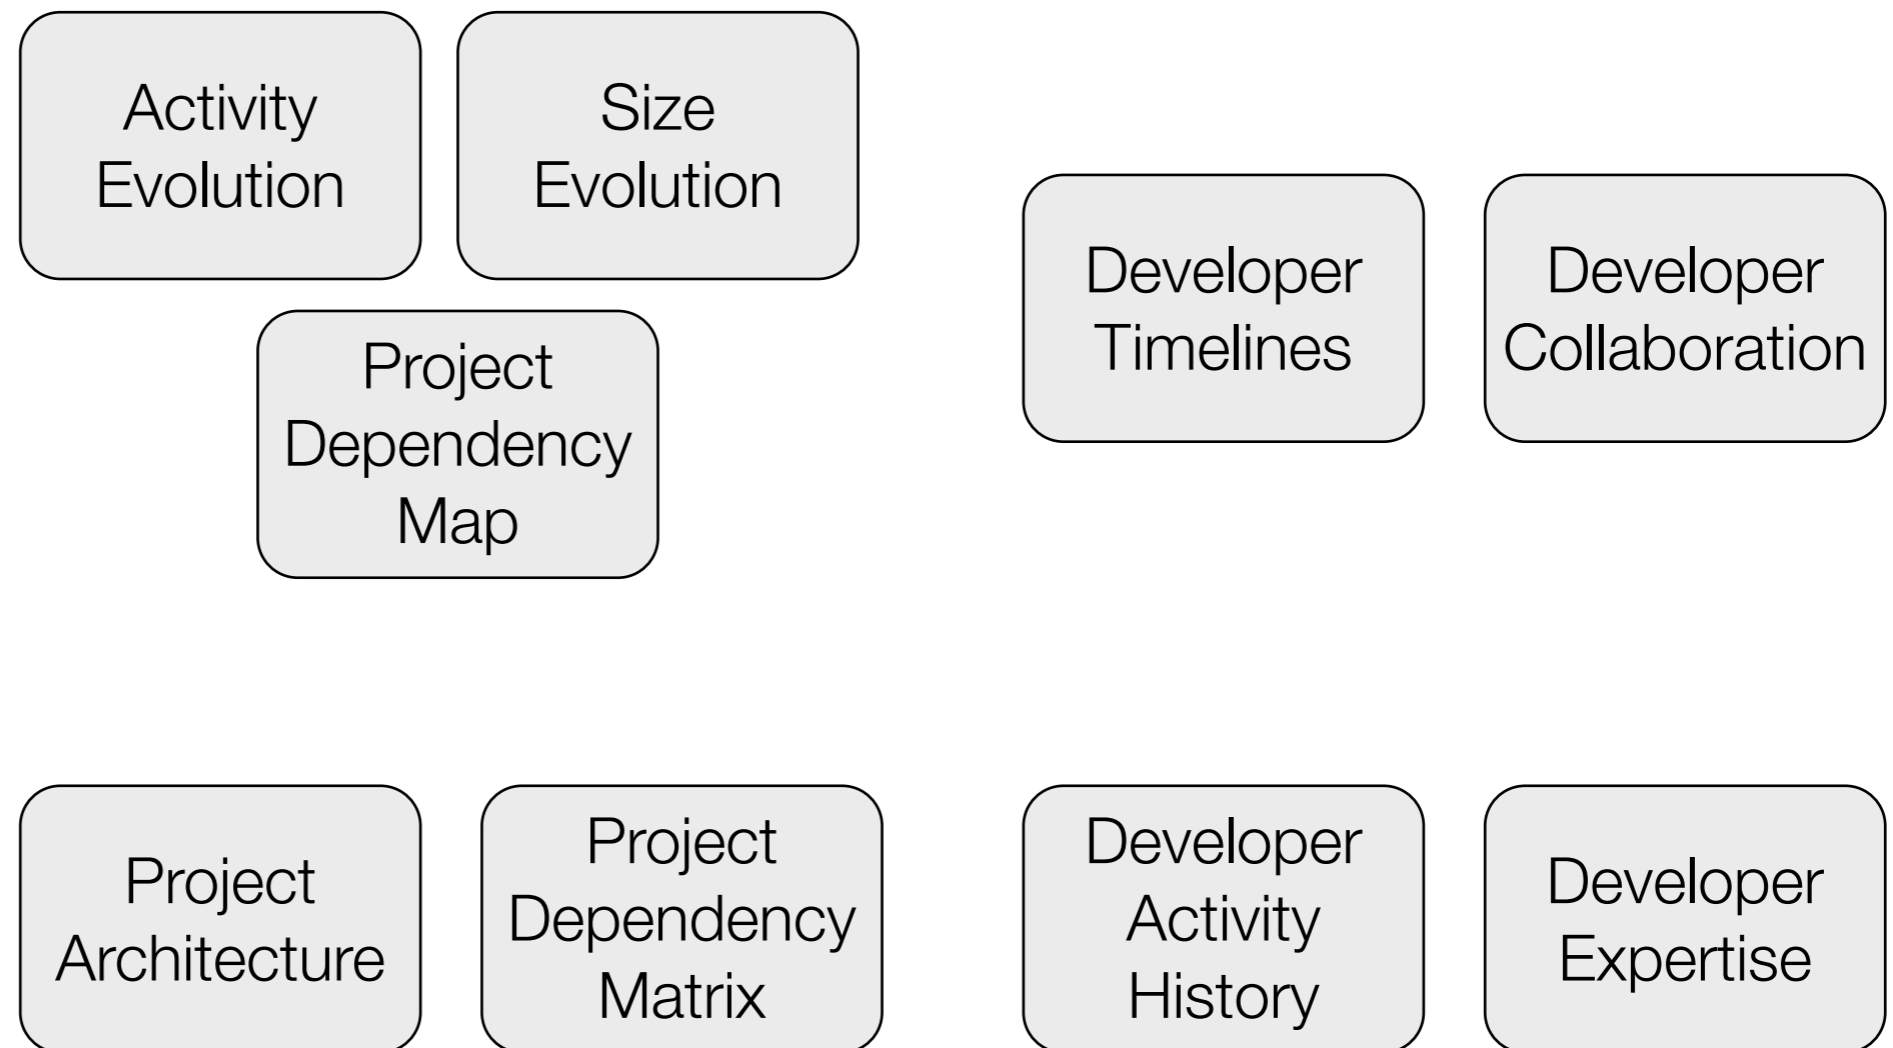 Activity
Evolution
Size
Evolution
Project
Dependency
Map
Developer
Timelines
Developer
Collaboration
Project
Architecture
Project
Dependency
Matrix
Developer
Activity
History
Developer
Expertise